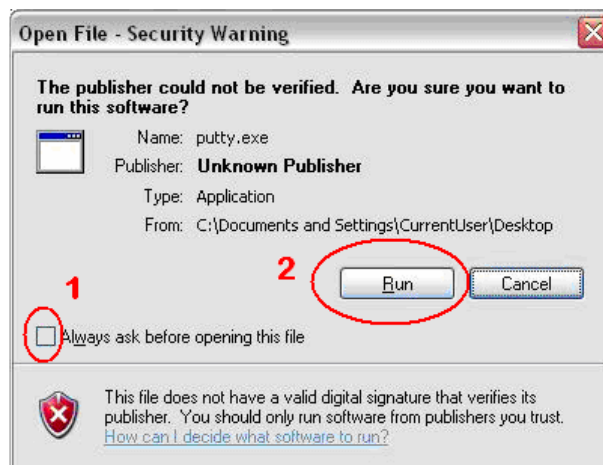 Open File - Security Warning
The publisher could not be verified.  Are you sure you want to
run this software?
Name: putty.exe
Publisher: Unknown Publisher
Type: Application
From: C:\Documents and Settings\CurrentUser\Desktop
2
Run Cancel
1
Always ask before opening this file
This file does not have a valid digital signature that verifies its
publisher.  You should only run software from publishers you trust.
How can I decide what software to run?